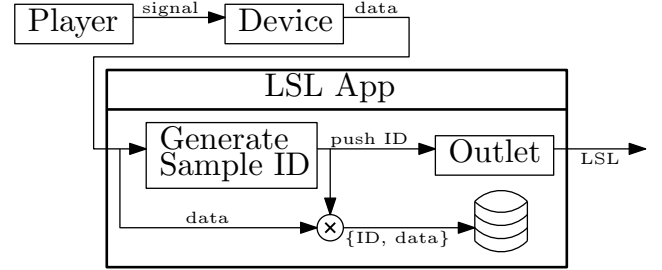 Player
signal
Device
data
LSL App
Generate
Sample ID
push ID
Outlet
LSL
data
{ID, data}